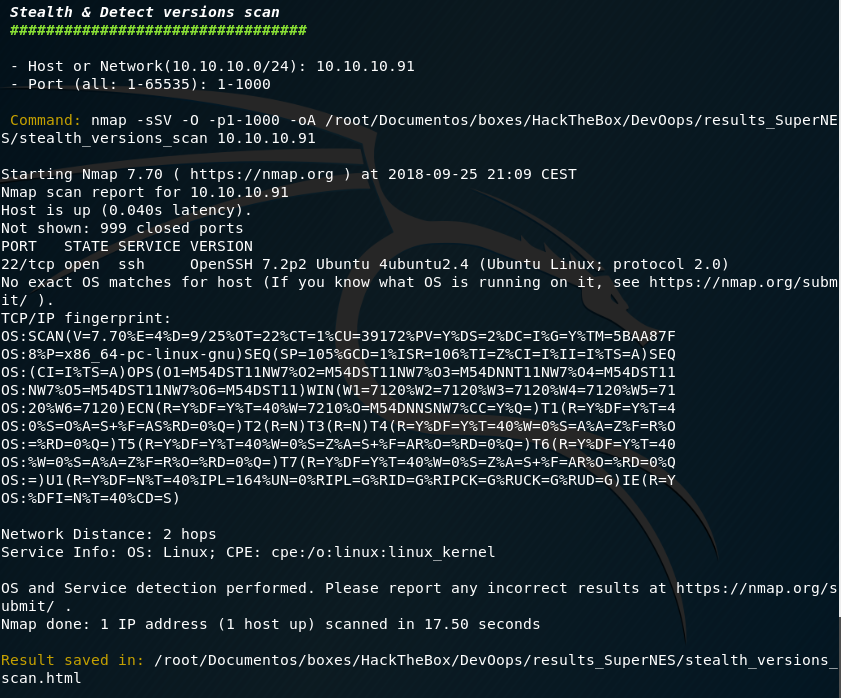 Stealth & Detect versions scan
#################################
- Host or Network(10.10.10.0/24): 10.10.10.91
- Port (all: 1-65535): 1-1000
Command: nmap -sSV -O -p1-1000 -oA /root/Documentos/boxes/HackTheBox/DevOops/results_SuperNE
S/stealth_versions_scan 10.10.10.91
Starting Nmap 7.70 ( https://nmap.org ) at 2018-09-25 21:09 CEST
Nmap scan report for 10.10.10.91
Host is up (0.040s latency).
Not shown: 999 closed ports
PORT   STATE SERVICE VERSION
22/tcp open  ssh     OpenSSH 7.2p2 Ubuntu 4ubuntu2.4 (Ubuntu Linux; protocol 2.0)
No exact OS matches for host (If you know what OS is running on it, see https://nmap.org/subm
it/ ).
TCP/IP fingerprint:
OS:SCAN(V=7.70%E=4%D=9/25%OT=22%CT=1%CU=39172%PV=Y%DS=2%DC=I%G=Y%TM=5BAA87F
OS:8%P=x86_64-pc-linux-gnu)SEQ(SP=105%GCD=1%ISR=106%TI=Z%CI=I%II=I%TS=A)SEQ
OS:(CI=I%TS=A)OPS(O1=M54DST11NW7%O2=M54DST11NW7%O3=M54DNNT11NW7%O4=M54DST11
OS:NW7%O5=M54DST11NW7%O6=M54DST11)WIN(W1=7120%W2=7120%W3=7120%W4=7120%W5=71
OS:20%W6=7120)ECN(R=Y%DF=Y%T=40%W=7210%O=M54DNNSNW7%CC=Y%Q=)T1(R=Y%DF=Y%T=4
OS:0%S=O%A=S+%F=AS%RD=0%Q=)T2(R=N)T3(R=N)T4(R=Y%DF=Y%T=40%W=0%S=A%A=Z%F=R%O
OS:=%RD=0%Q=)T5(R=Y%DF=Y%T=40%W=0%S=Z%A=S+%F=AR%O=%RD=0%Q=)T6(R=Y%DF=Y%T=40
OS:%W=0%S=A%A=Z%F=R%O=%RD=0%Q=)T7(R=Y%DF=Y%T=40%W=0%S=Z%A=S+%F=AR%O=%RD=0%Q
OS:=)U1(R=Y%DF=N%T=40%IPL=164%UN=0%RIPL=G%RID=G%RIPCK=G%RUCK=G%RUD=G)IE(R=Y
OS:%DFI=N%T=40%CD=S)
Network Distance: 2 hops
Service Info: OS: Linux; CPE: cpe:/o:linux:linux_kernel
OS and Service detection performed. Please report any incorrect results at https://nmap.org/s
ubmit/ .
Nmap done: 1 IP address (1 host up) scanned in 17.50 seconds
Result saved in: /root/Documentos/boxes/HackTheBox/DevOops/results_SuperNES/stealth_versions_
scan.html